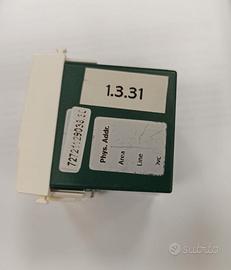 1.3.31
Phys. Addr.
Area
Line
subito